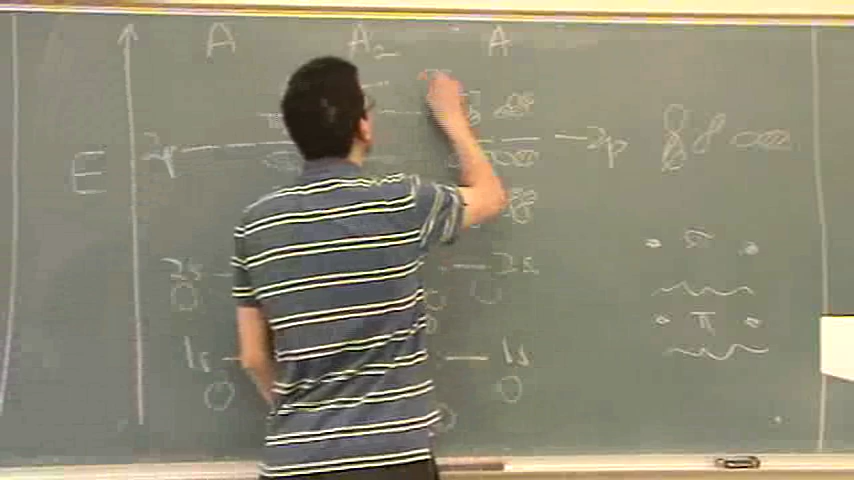 A A₂ A
E 2p 2p
π
2s 2s
π
1s 1s